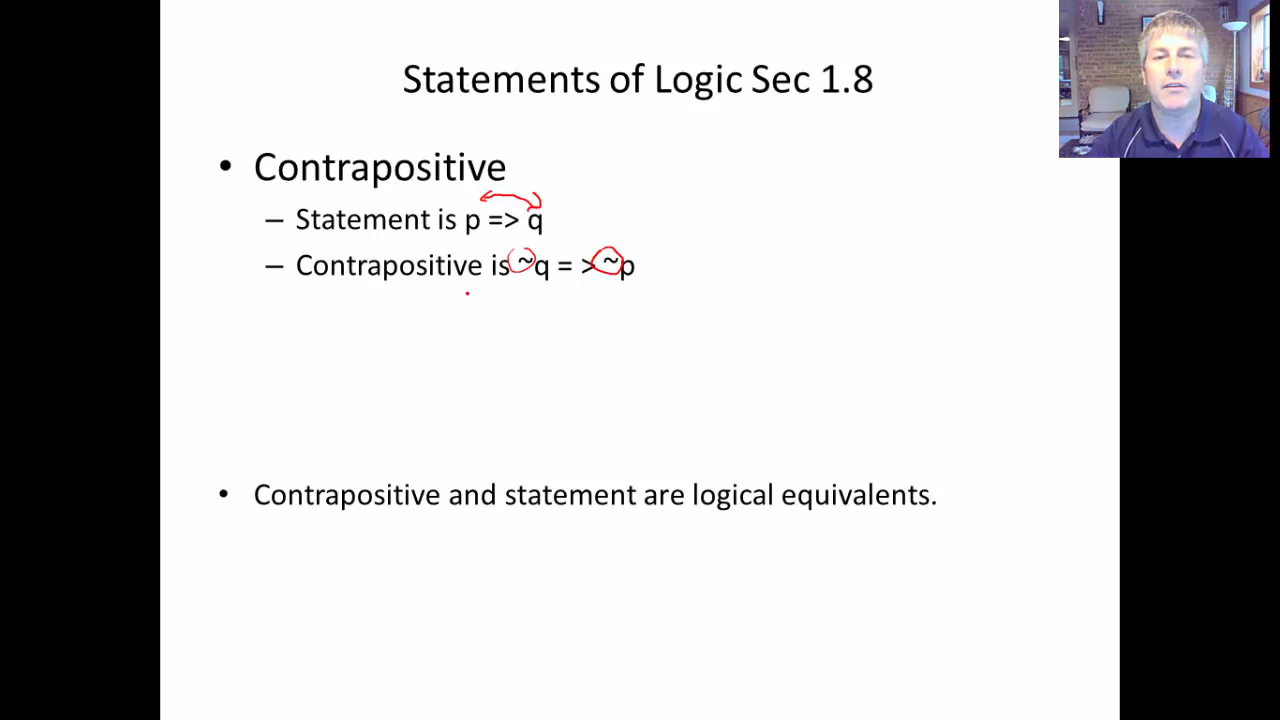 Statements of Logic Sec 1.8
• Contrapositive
– Statement is p => q
– Contrapositive is ~q = > ~p
• Contrapositive and statement are logical equivalents.